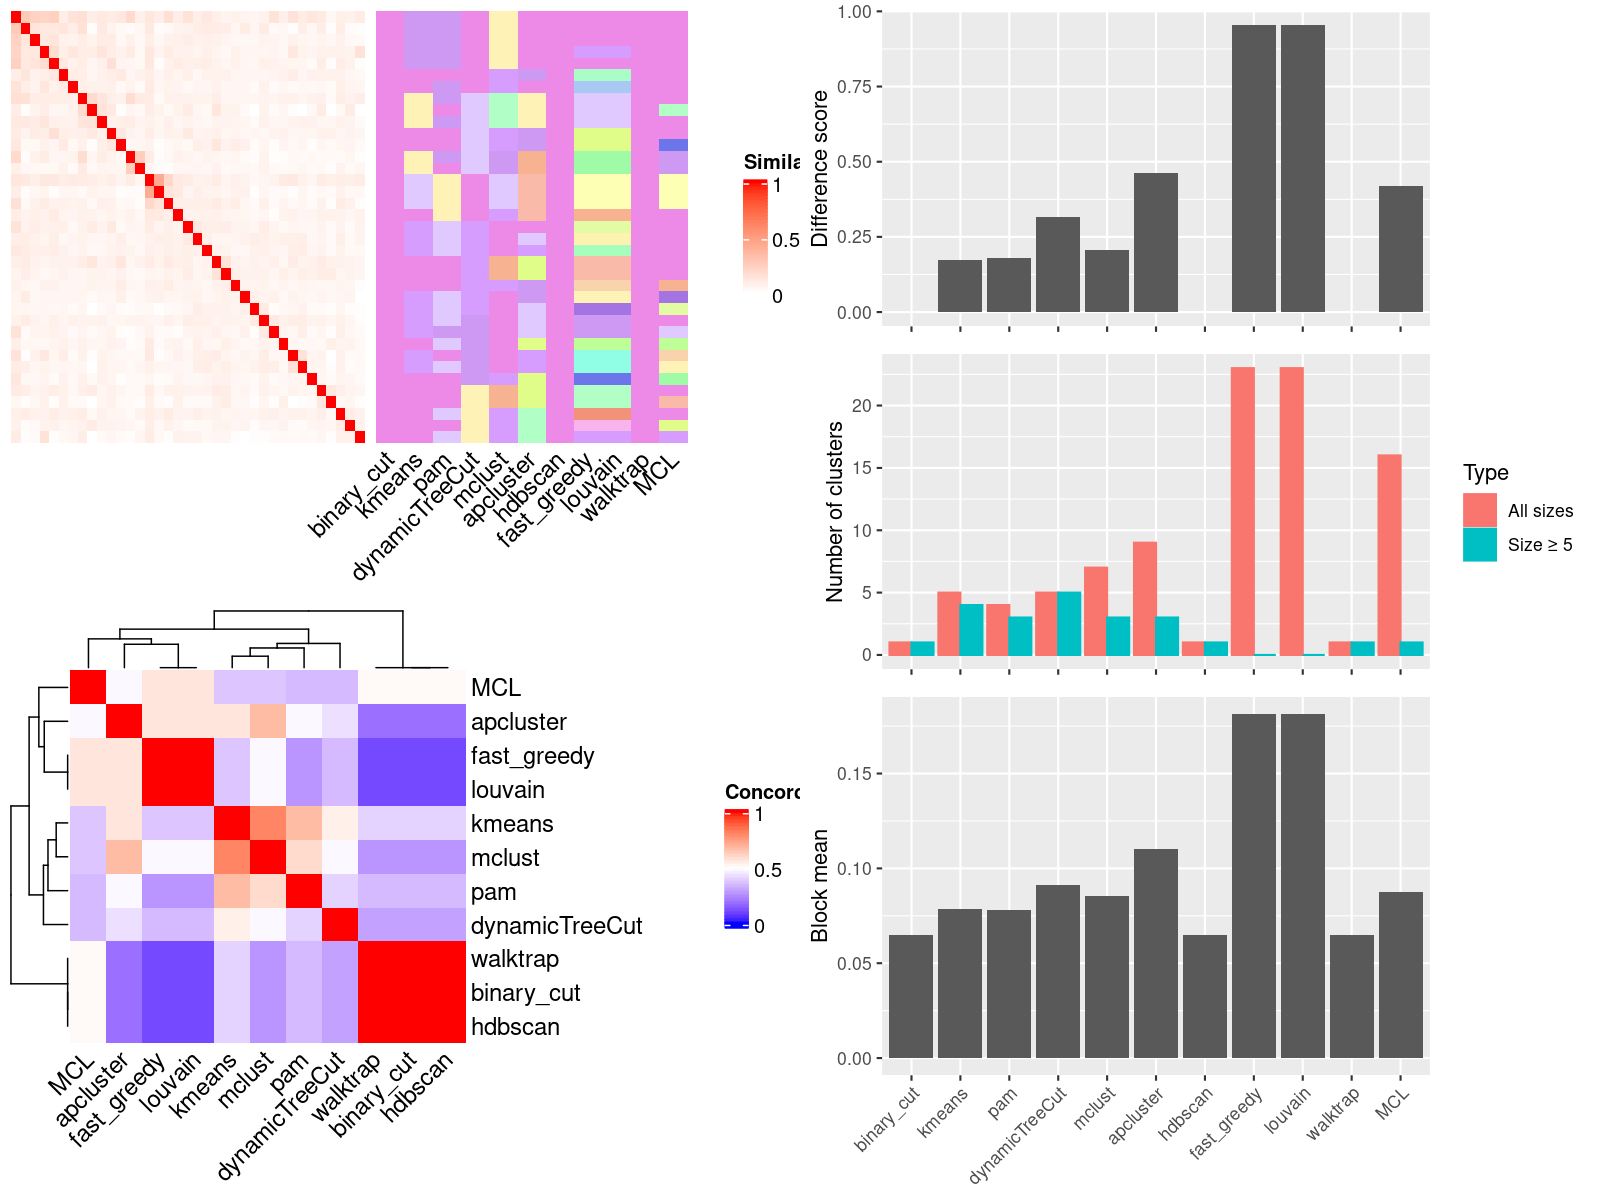 Simila
1
0.5
0
binary_cut
kmeans
pam
dynamicTreeCut
mclust
apcluster
hdbscan
fast_greedy
louvain
walktrap
MCL
MCL
apcluster
fast_greedy
louvain
kmeans
mclust
pam
dynamicTreeCut
walktrap
binary_cut
hdbscan
MCL
apcluster
fast_greedy
louvain
kmeans
mclust
pam
dynamicTreeCut
walktrap
binary_cut
hdbscan
Concord
1
0.5
0
Difference score
1.00
0.75
0.50
0.25
0.00
Number of clusters
20
15
10
5
0
Type
All sizes
Size ≥ 5
Block mean
0.15
0.10
0.05
0.00
binary_cut
kmeans
pam
dynamicTreeCut
mclust
apcluster
hdbscan
fast_greedy
louvain
walktrap
MCL